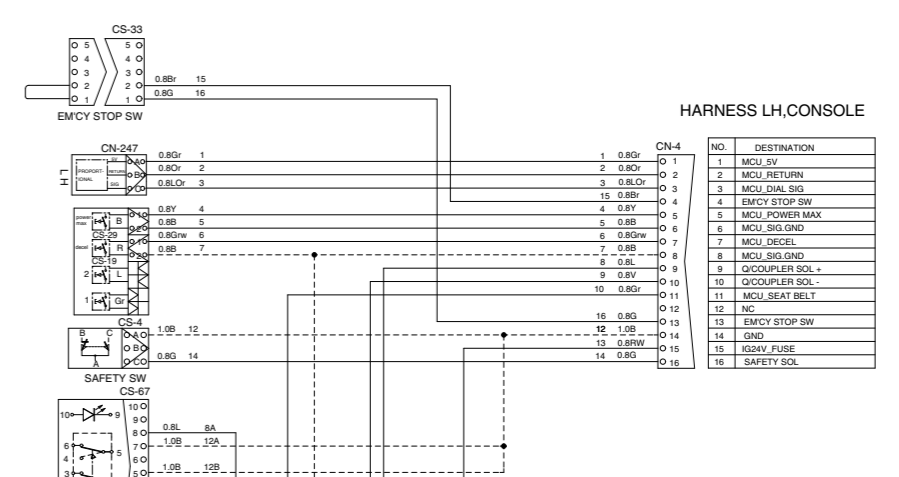 CS-33
5 5
4 4
3 3
2 2 0.8Br 15
1 1 0.8G 16
EM'CY STOP SW
HARNESS LH,CONSOLE
CN-247
LH
PROPORT-
IONAL
5V A 0.8Gr 1
RETURN B 0.8Or 2
SIG C 0.8LOr 3
power
max B 1 0.8Y 4
2 0.8B 5
CS-29
decel R 1 0.8Grw 6
2 0.8B 7
CS-19
2 L
1 Gr
CS-4
B C A 1.0B 12
B
A C 0.8G 14
SAFETY SW
CS-67
10 9
10
9
8 0.8L 8A
7 1.0B 12A
6 5
4
3
6
5 1.0B 12B
CN-4
1 0.8Gr 1
2 0.8Or 2
3 0.8LOr 3
15 0.8Br 4
4 0.8Y 5
5 0.8B 6
6 0.8Grw 7
7 0.8B 8
8 0.8L 9
9 0.8V 10
10 0.8Gr 11
12
16 0.8G 13
12 1.0B 14
13 0.8RW 15
14 0.8G 16
NO. DESTINATION
1 MCU_5V
2 MCU_RETURN
3 MCU_DIAL SIG
4 EM'CY STOP SW
5 MCU_POWER MAX
6 MCU_SIG.GND
7 MCU_DECEL
8 MCU_SIG.GND
9 Q/COUPLER SOL +
10 Q/COUPLER SOL -
11 MCU_SEAT BELT
12 NC
13 EM'CY STOP SW
14 GND
15 IG24V_FUSE
16 SAFETY SOL